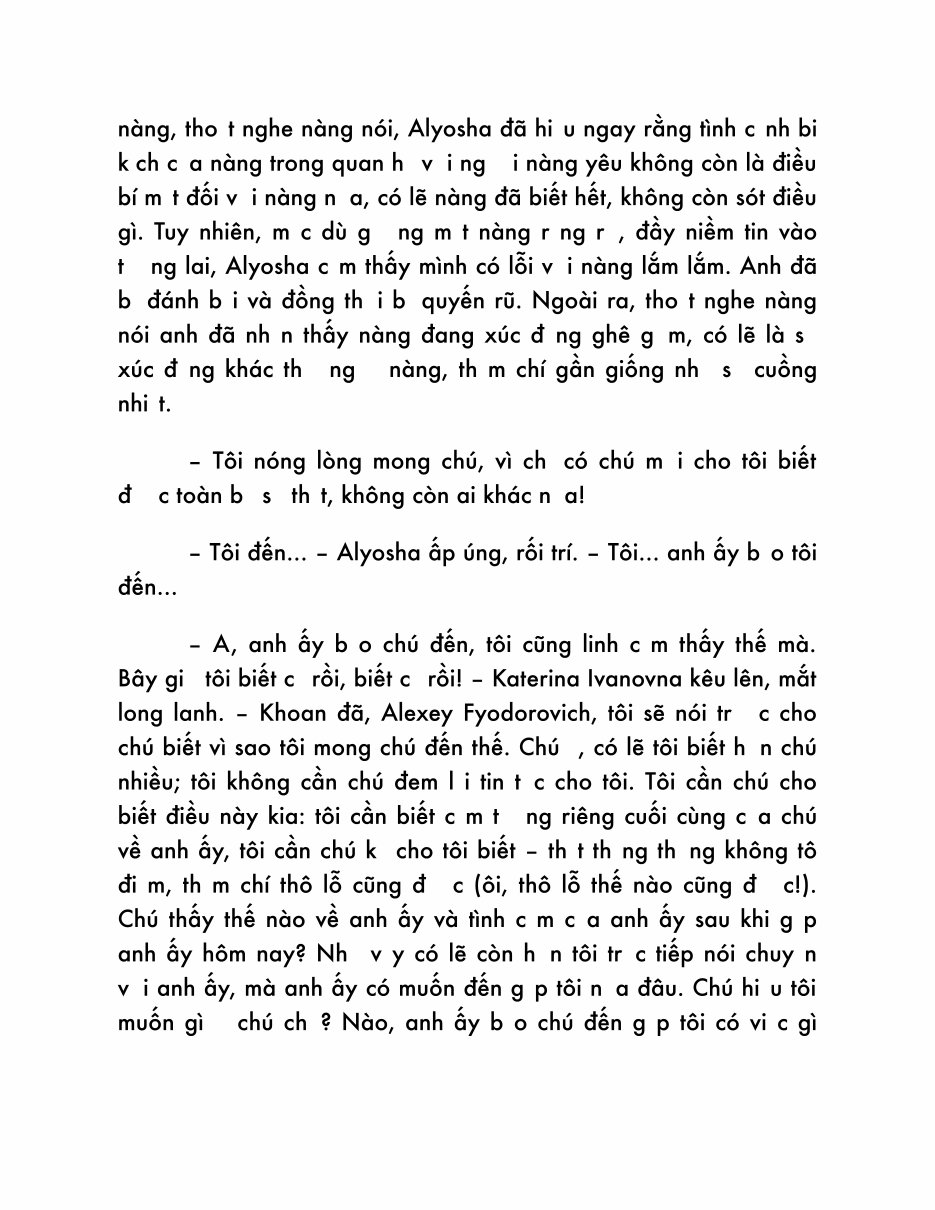 nàng, tho t nghe nàng nói, Alyosha đã hi u ngay rằng tình c nh bi
k ch c a nàng trong quan h v i ng i nàng yêu không còn là điều
bí m t đối v i nàng n a, có lẽ nàng đã biết hết, không còn sót điều
gì. Tuy nhiên, m c dù g ng m t nàng r ng r , đầy niềm tin vào
t ng lai, Alyosha c m thấy mình có lỗi v i nàng lắm lắm. Anh đã
b đánh b i và đồng th i b quyến rũ. Ngoài ra, tho t nghe nàng
nói anh đã nh n thấy nàng đang xúc đ ng ghê g m, có lẽ là s
xúc đ ng khác th ng nàng, th m chí gần giống nh s cuồng
nhi t.
– Tôi nóng lòng mong chú, vì ch có chú m i cho tôi biết
đ c toàn b s th t, không còn ai khác n a!
– Tôi đến... – Alyosha ấp úng, rối trí. – Tôi... anh ấy b o tôi
đến...
– A, anh ấy b o chú đến, tôi cũng linh c m thấy thế mà.
Bây gi tôi biết c rồi, biết c rồi! – Katerina Ivanovna kêu lên, mắt
long lanh. – Khoan đã, Alexey Fyodorovich, tôi sẽ nói tr c cho
chú biết vì sao tôi mong chú đến thế. Chú , có lẽ tôi biết h n chú
nhiều; tôi không cần chú đem l i tin t c cho tôi. Tôi cần chú cho
biết điều này kia: tôi cần biết c m t ng riêng cuối cùng c a chú
về anh ấy, tôi cần chú k cho tôi biết – th t th ng th ng không tô
đi m, th m chí thô lỗ cũng đ c (ôi, thô lỗ thế nào cũng đ c!).
Chú thấy thế nào về anh ấy và tình c m c a anh ấy sau khi g p
anh ấy hôm nay? Nh v y có lẽ còn h n tôi tr c tiếp nói chuy n
v i anh ấy, mà anh ấy có muốn đến g p tôi n a đâu. Chú hi u tôi
muốn gì chú ch ? Nào, anh ấy b o chú đến g p tôi có vi c gì